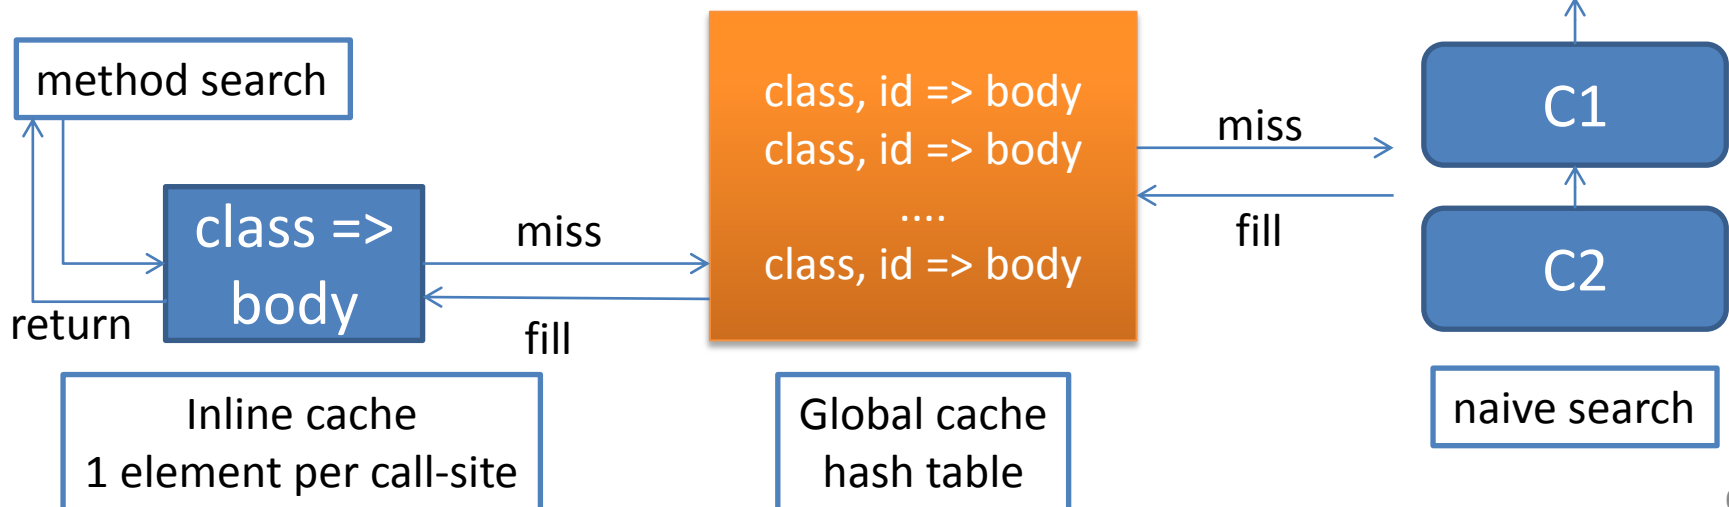 method search
class =>
body
return
miss
fill
Inline cache
1 element per call-site
class, id => body
class, id => body
....
class, id => body
Global cache
hash table
miss
fill
C1
C2
naive search